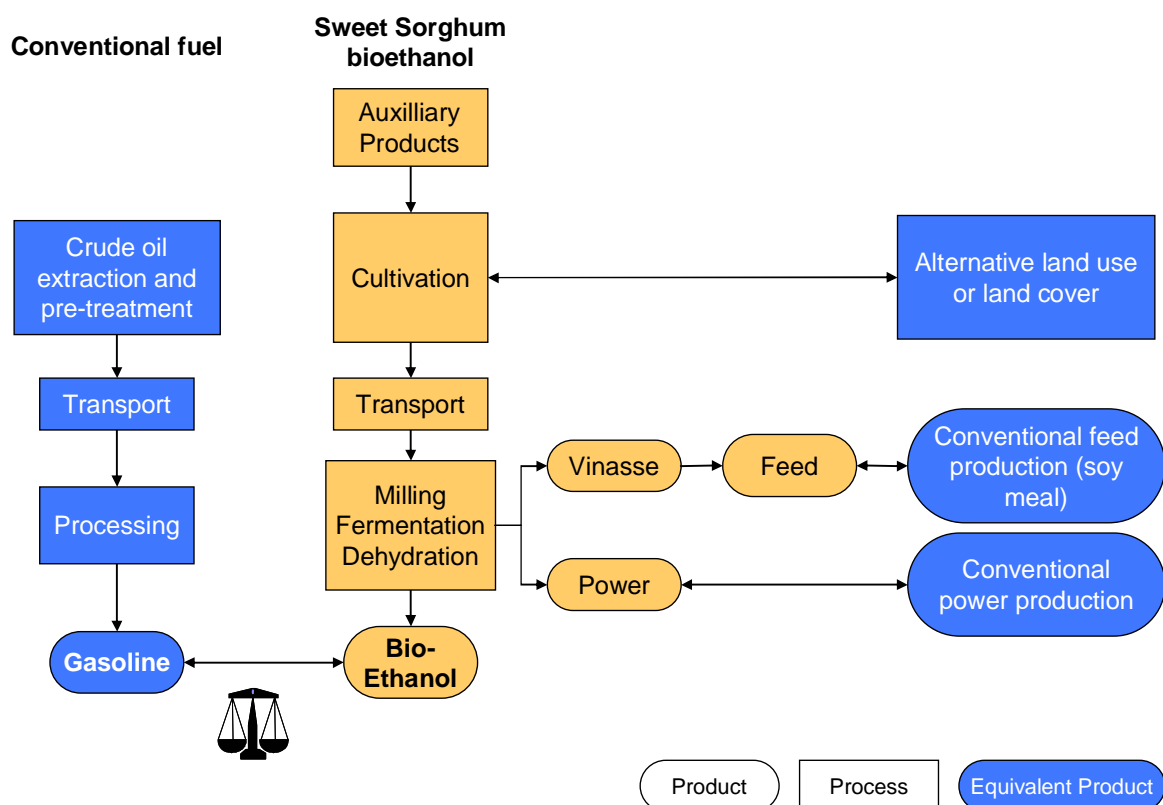 Conventional fuel
Sweet Sorghum
bioethanol
Auxilliary
Products
Crude oil
extraction and
pre-treatment
Cultivation
Alternative land use
or land cover
Transport
Transport
Processing
Milling
Fermentation
Dehydration
Vinasse
Feed
Conventional feed
production (soy
meal)
Power
Conventional
power production
Gasoline
Bio-
Ethanol
Product
Process
Equivalent Product